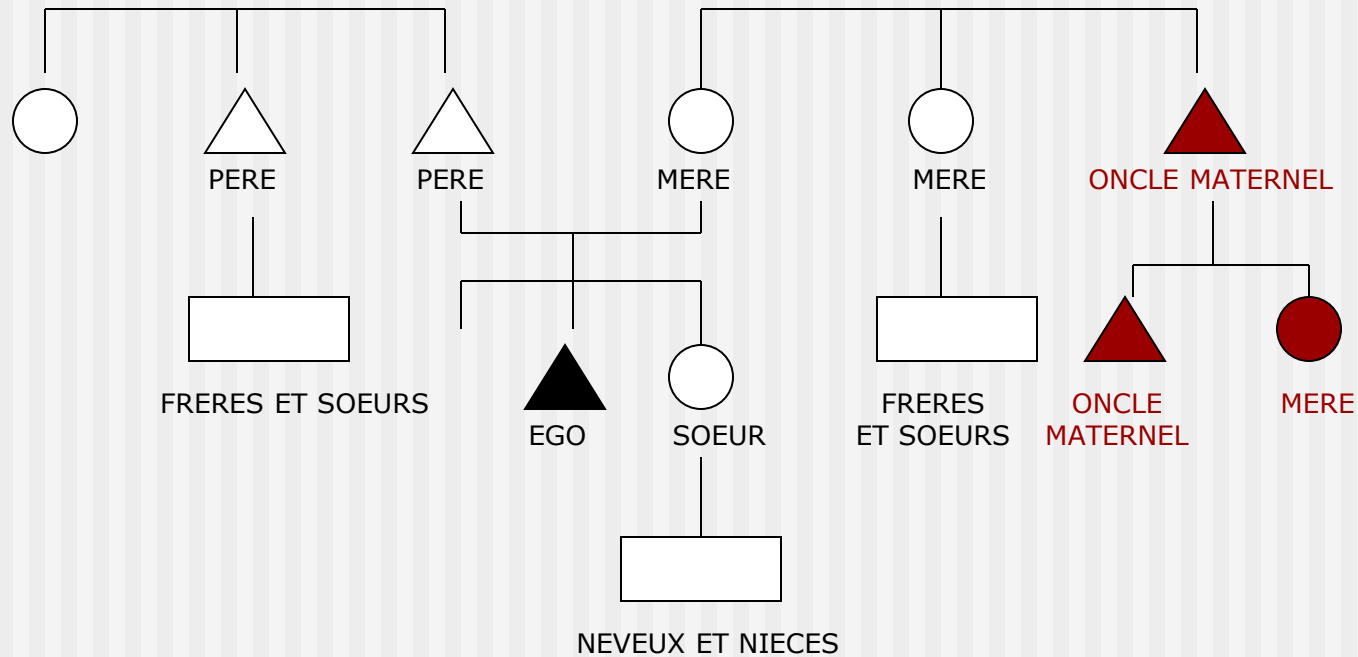 PERE
PERE
MERE
MERE
ONCLE MATERNEL
FRERES ET SOEURS
EGO
SOEUR
FRERES
ET SOEURS
ONCLE
MATERNEL
MERE
NEVEUX ET NIECES